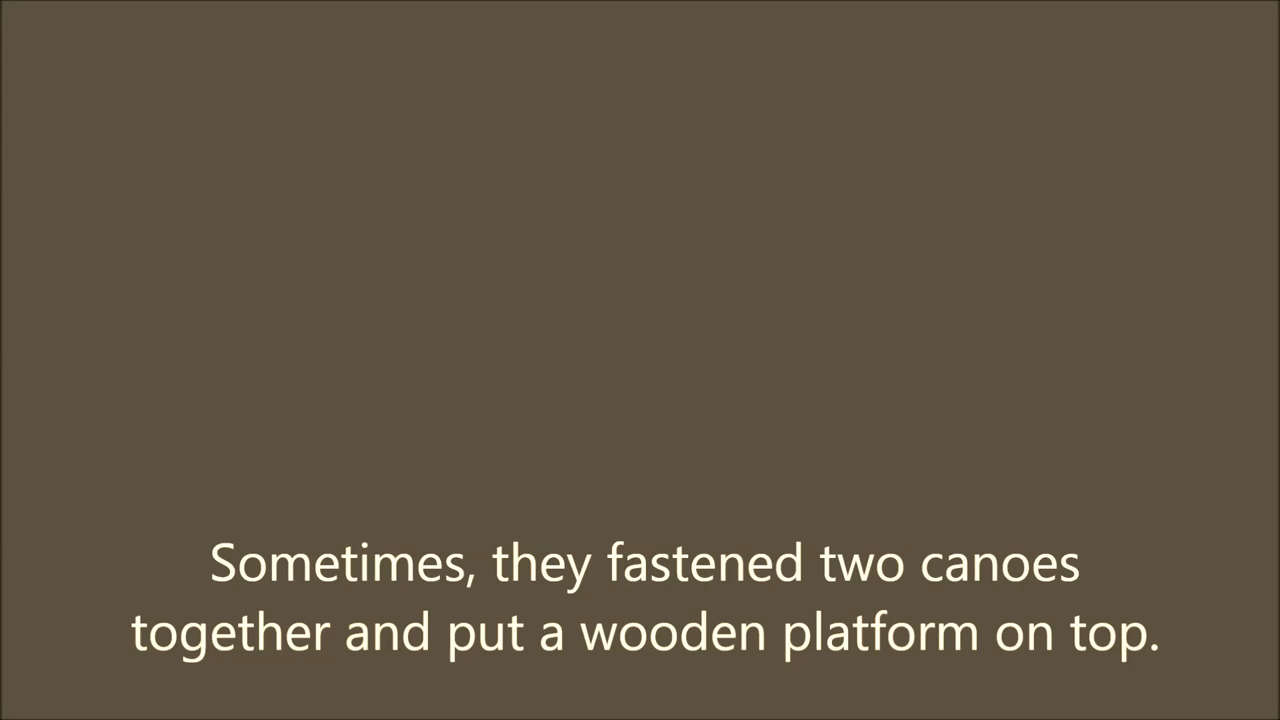 Sometimes, they fastened two canoes
together and put a wooden platform on top.